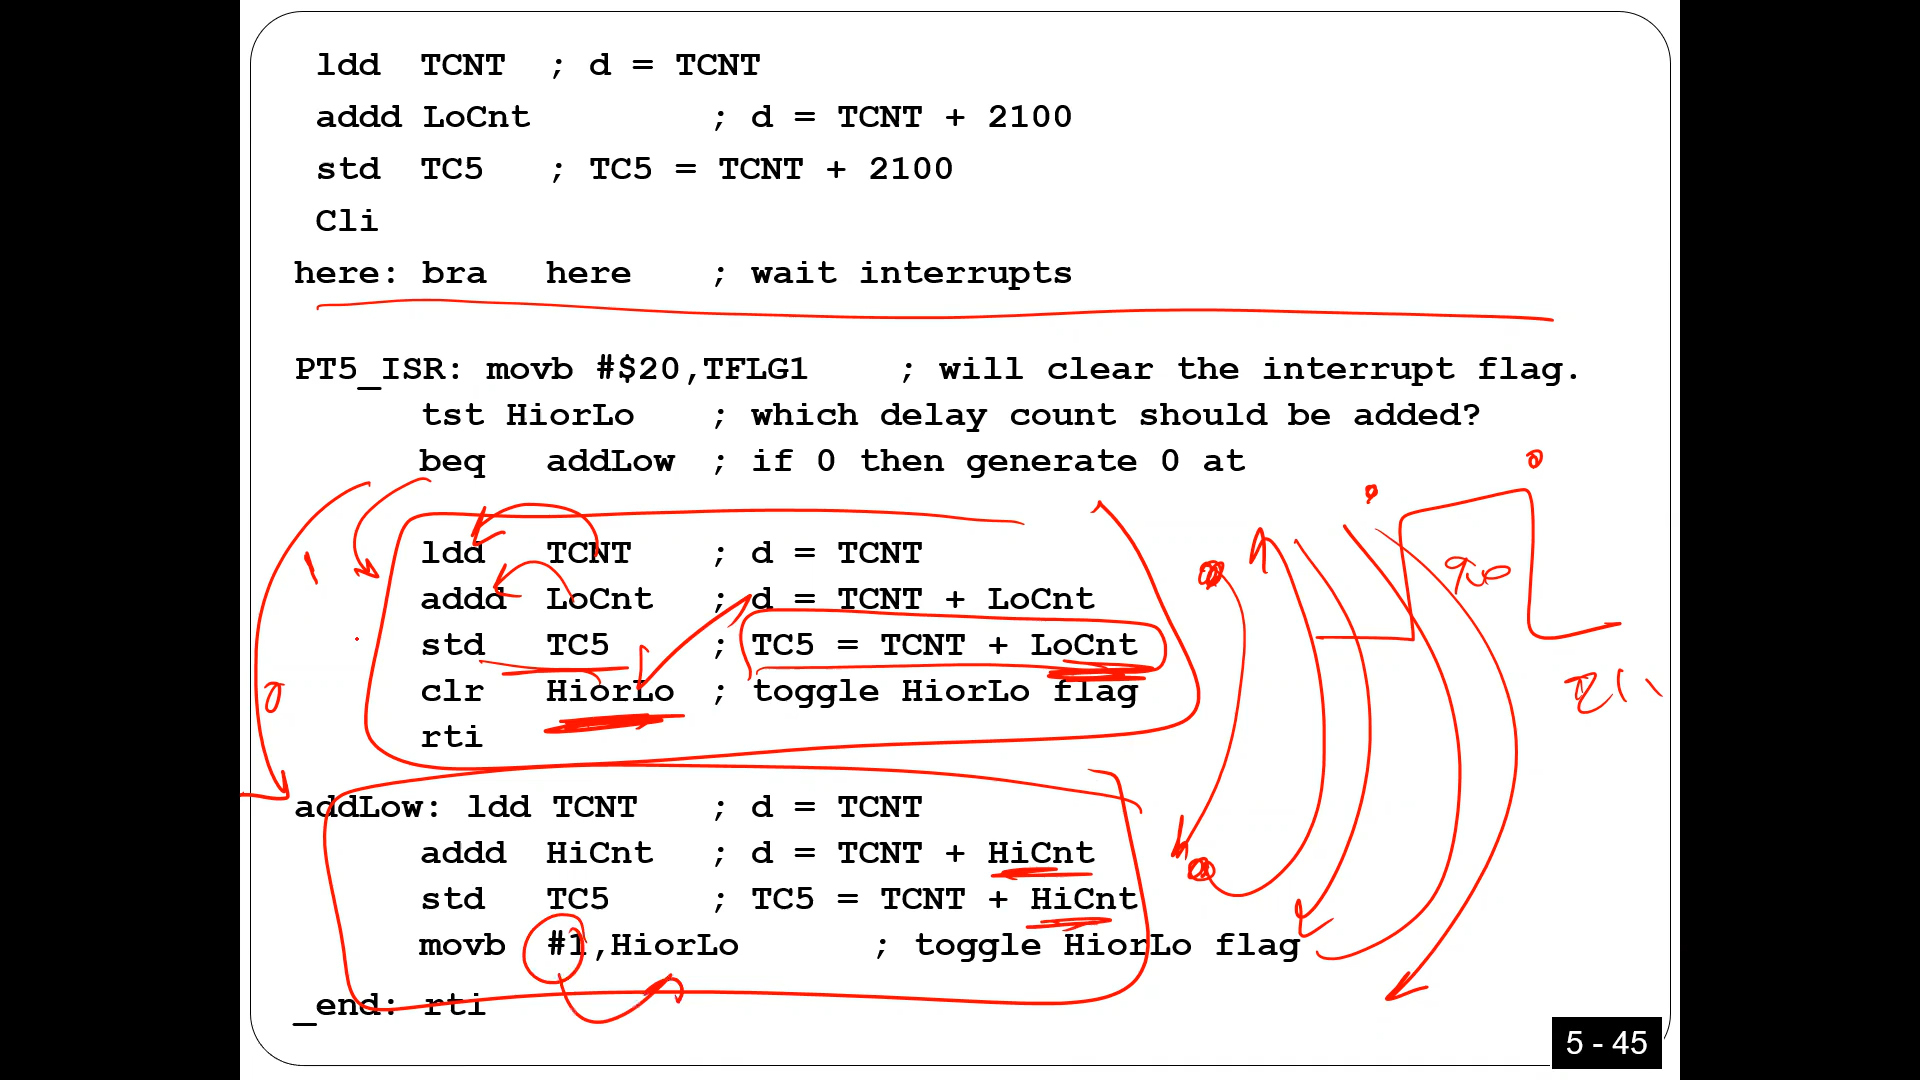 ldd TCNT ; d = TCNT
addd LoCnt ; d = TCNT + 2100
std TC5 ; TC5 = TCNT + 2100
Cli
here: bra here ; wait interrupts
PT5_ISR: movb #$20,TFLG1 ; will clear the interrupt flag.
tst HiorLo ; which delay count should be added?
beq addLow ; if 0 then generate 0 at
ldd TCNT ; d = TCNT
addd LoCnt ; d = TCNT + LoCnt
std TC5 ; TC5 = TCNT + LoCnt
clr HiorLo ; toggle HiorLo flag
rti
addLow: ldd TCNT ; d = TCNT
addd HiCnt ; d = TCNT + HiCnt
std TC5 ; TC5 = TCNT + HiCnt
movb #1,HiorLo ; toggle HiorLo flag
_end: rti
1
0
900
5 - 45